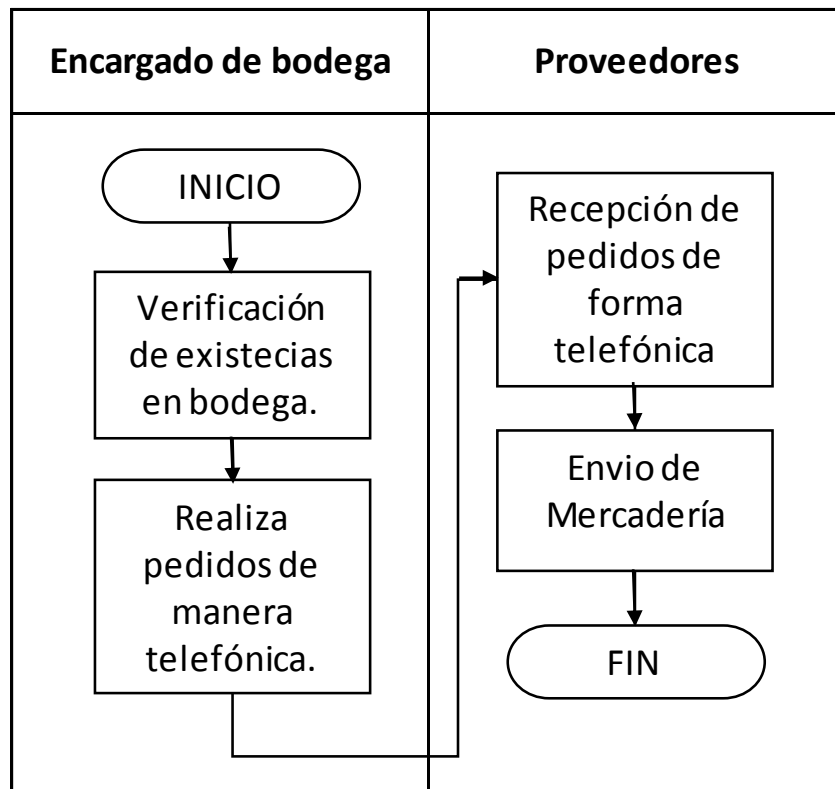 Encargado de bodega
Proveedores
INICIO
Verificación
de existecias
en bodega.
Realiza
pedidos de
manera
telefónica.
Recepción de
pedidos de
forma
telefónica
Envio de
Mercadería
FIN